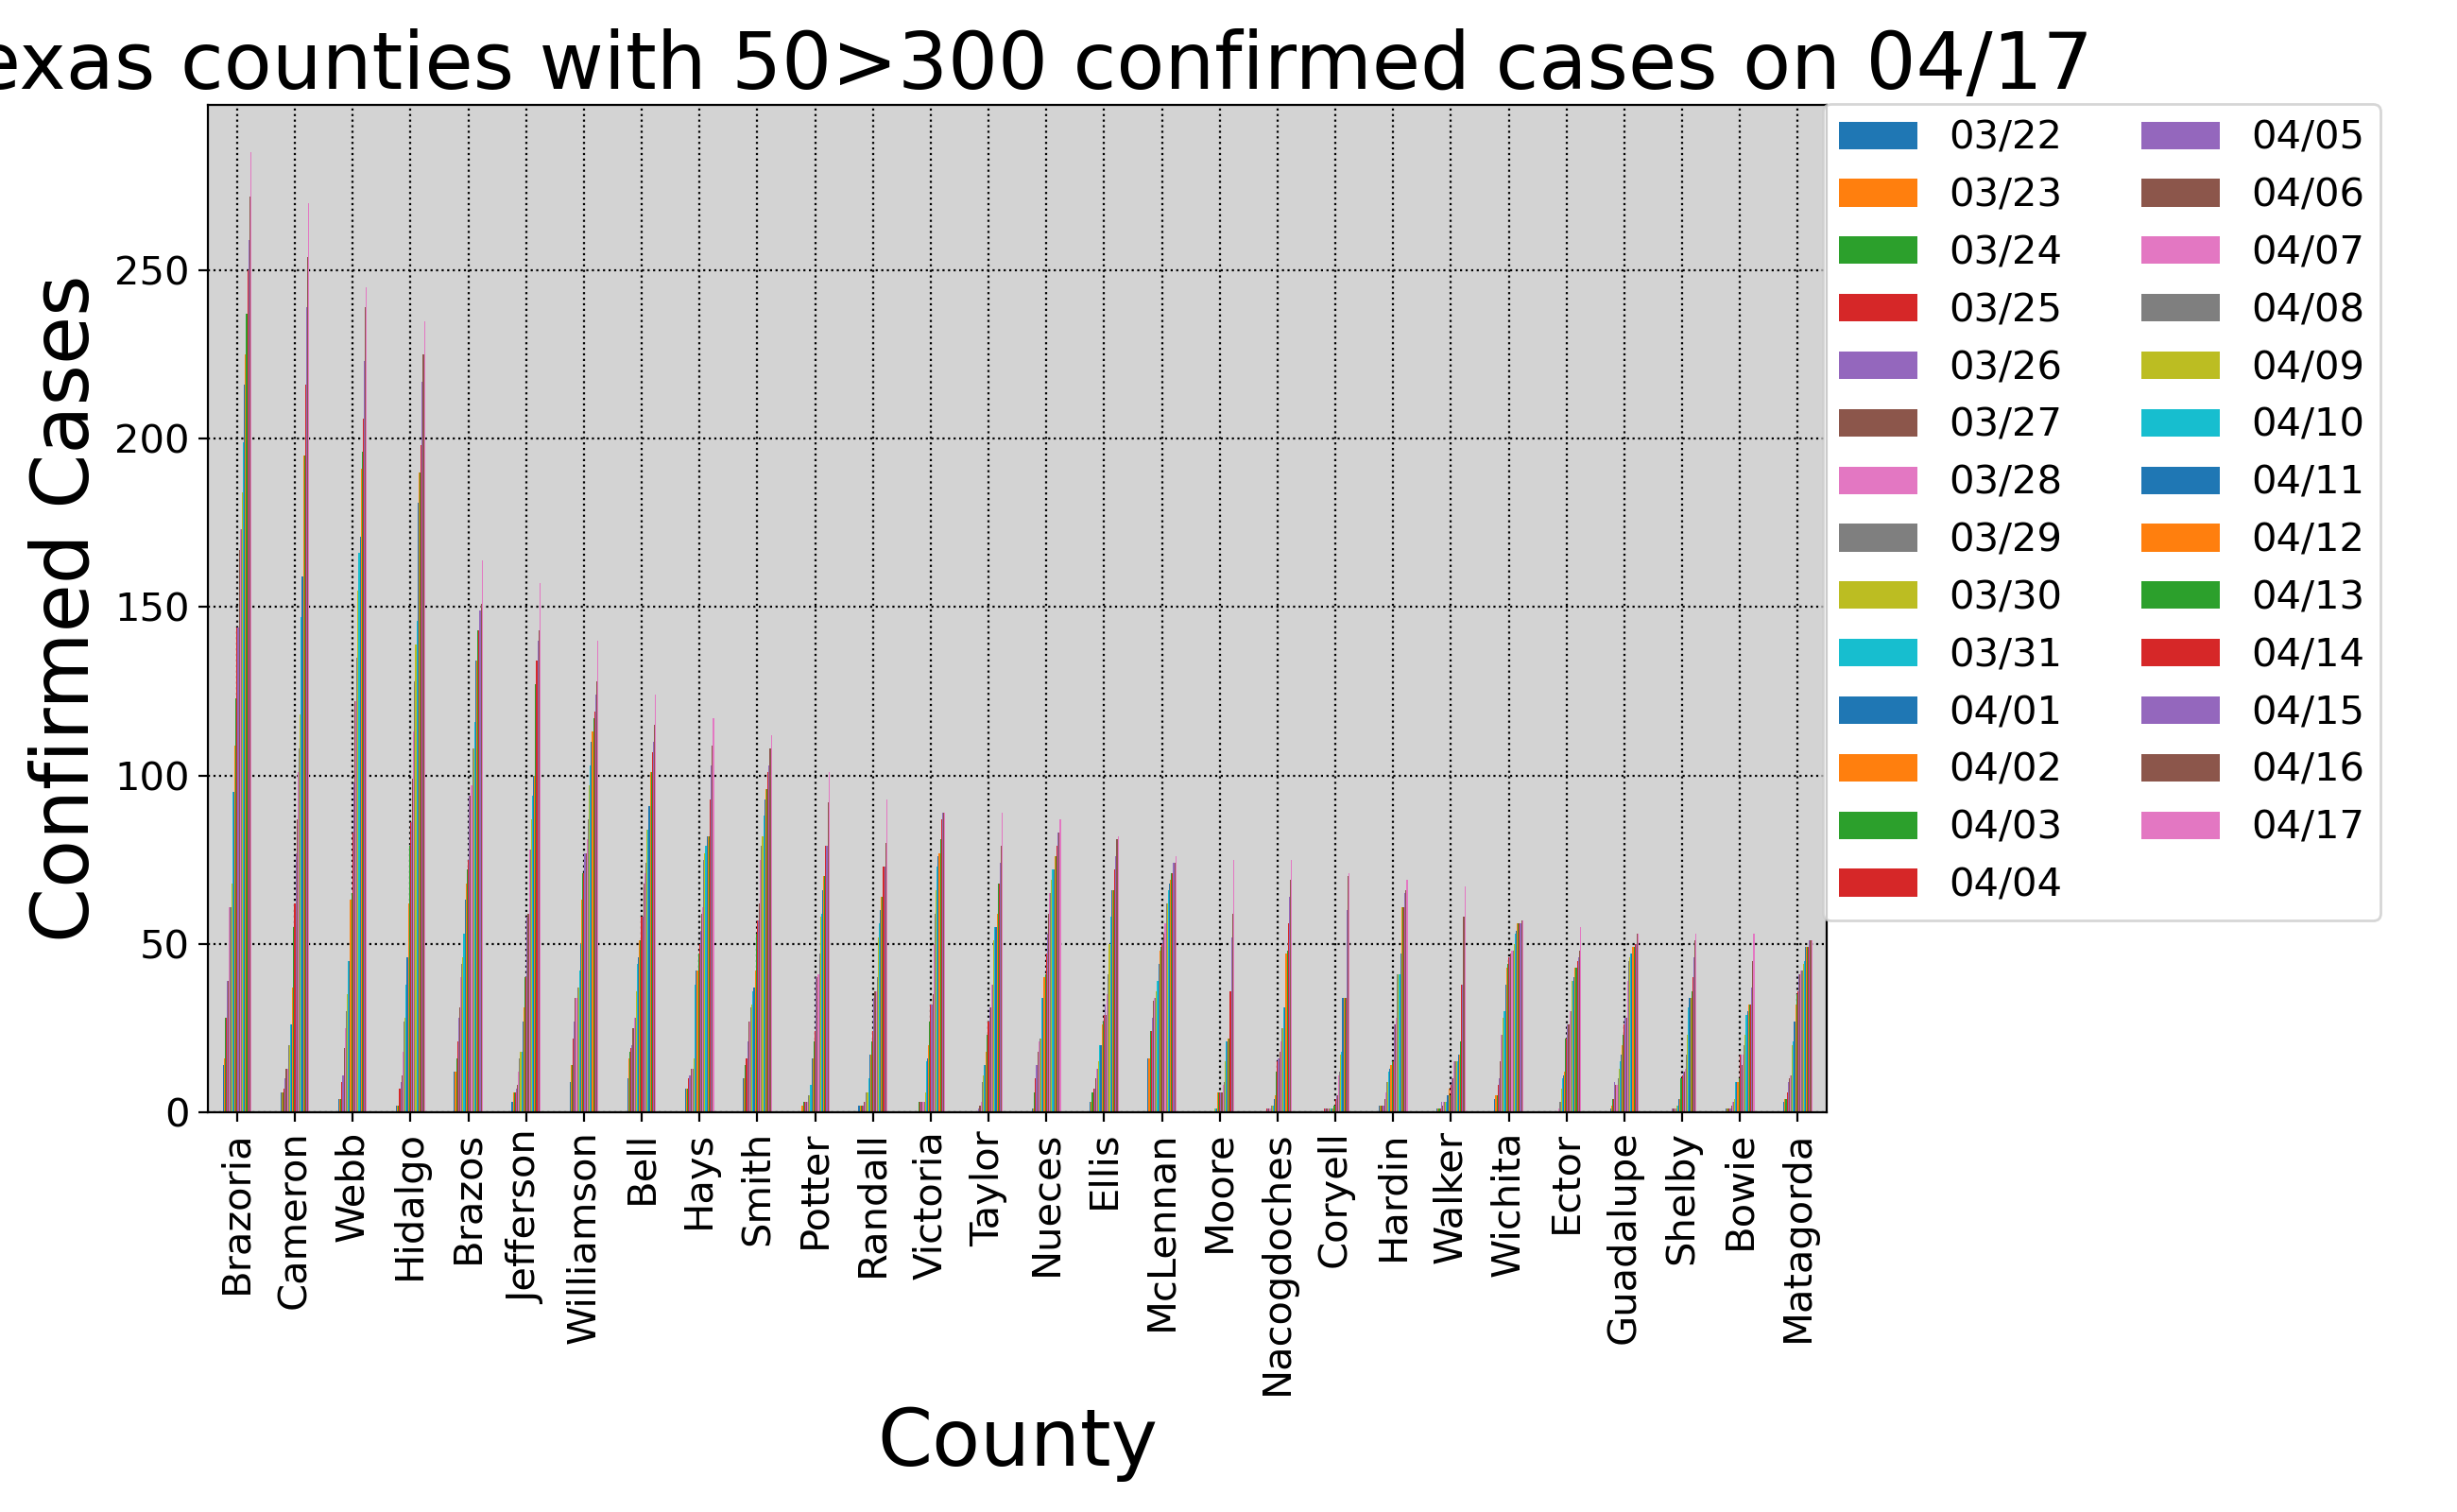 exas counties with 50>300 confirmed cases on 04/17
Confirmed Cases
250
200
150
100
50
0
03/22
03/23
03/24
03/25
03/26
03/27
03/28
03/29
03/30
03/31
04/01
04/02
04/03
04/04
04/05
04/06
04/07
04/08
04/09
04/10
04/11
04/12
04/13
04/14
04/15
04/16
04/17
Brazoria
Cameron
Webb
Hidalgo
Brazos
Jefferson
Williamson
Bell
Hays
Smith
Potter
Randall
Victoria
Taylor
Nueces
Ellis
McLennan
Moore
Nacogdoches
Coryell
Hardin
Walker
Wichita
Ector
Guadalupe
Shelby
Bowie
Matagorda
County